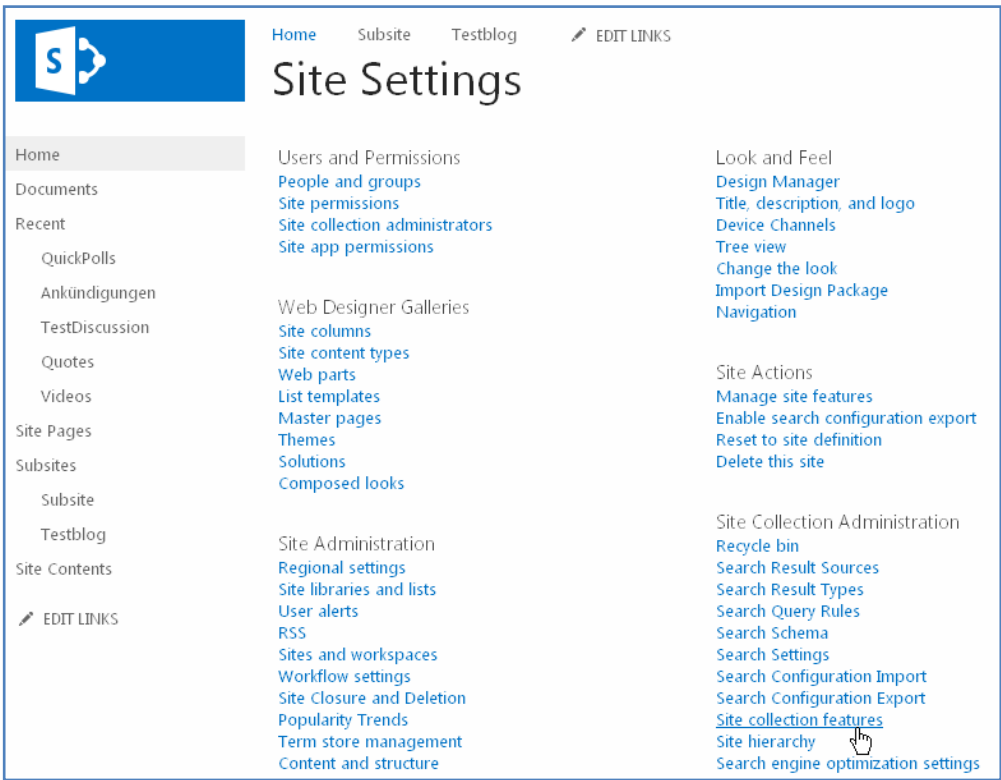 S
Home Subsite Testblog EDIT LINKS
Site Settings
Home
Documents
Recent
QuickPolls
Ankündigungen
TestDiscussion
Quotes
Videos
Site Pages
Subsites
Subsite
Testblog
Site Contents
EDIT LINKS
Users and Permissions
People and groups
Site permissions
Site collection administrators
Site app permissions
Web Designer Galleries
Site columns
Site content types
Web parts
List templates
Master pages
Themes
Solutions
Composed looks
Site Administration
Regional settings
Site libraries and lists
User alerts
RSS
Sites and workspaces
Workflow settings
Site Closure and Deletion
Popularity Trends
Term store management
Content and structure
Look and Feel
Design Manager
Title, description, and logo
Device Channels
Tree view
Change the look
Import Design Package
Navigation
Site Actions
Manage site features
Enable search configuration export
Reset to site definition
Delete this site
Site Collection Administration
Recycle bin
Search Result Sources
Search Result Types
Search Query Rules
Search Schema
Search Settings
Search Configuration Import
Search Configuration Export
Site collection features
Site hierarchy
Search engine optimization settings